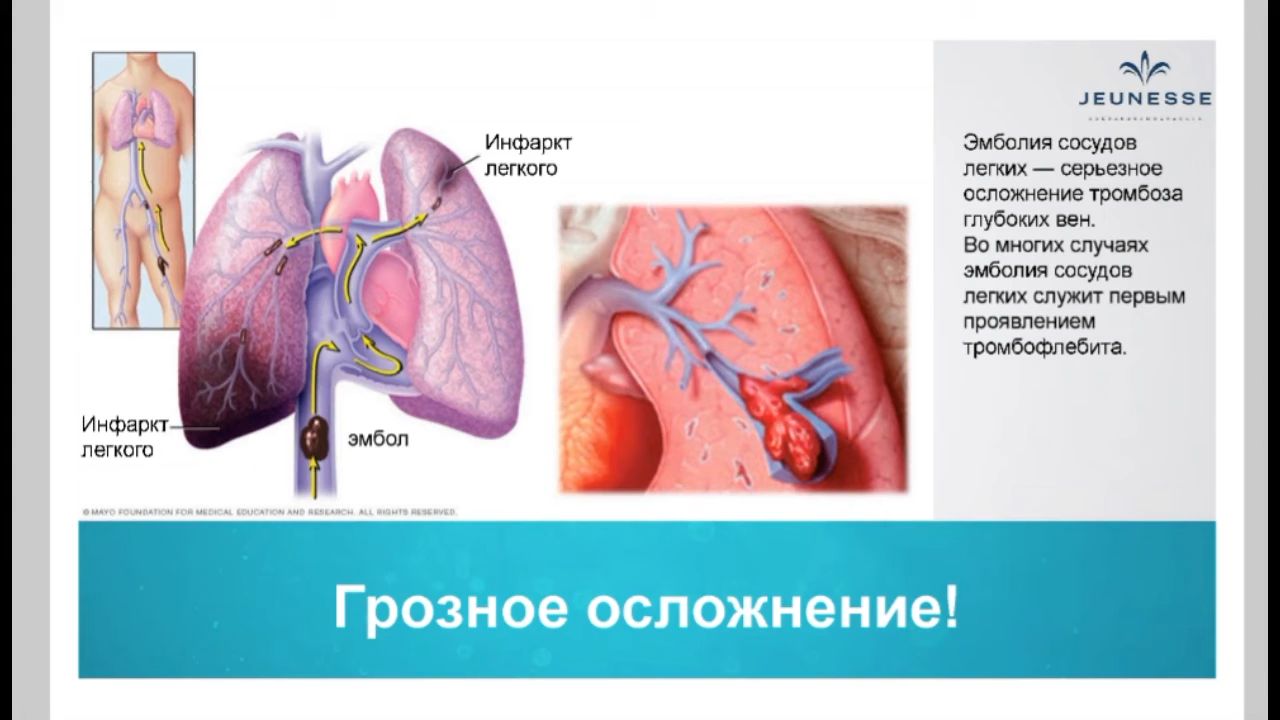 JEUNESSE
Инфаркт
легкого
Эмболия сосудов
легких — серьезное
осложнение тромбоза
глубоких вен.
Во многих случаях
эмболия сосудов
легких служит первым
проявлением
тромбофлебита.
Инфаркт
легкого
эмбол
© MAYO FOUNDATION FOR MEDICAL EDUCATION AND RESEARCH. ALL RIGHTS RESERVED.
Грозное осложнение!